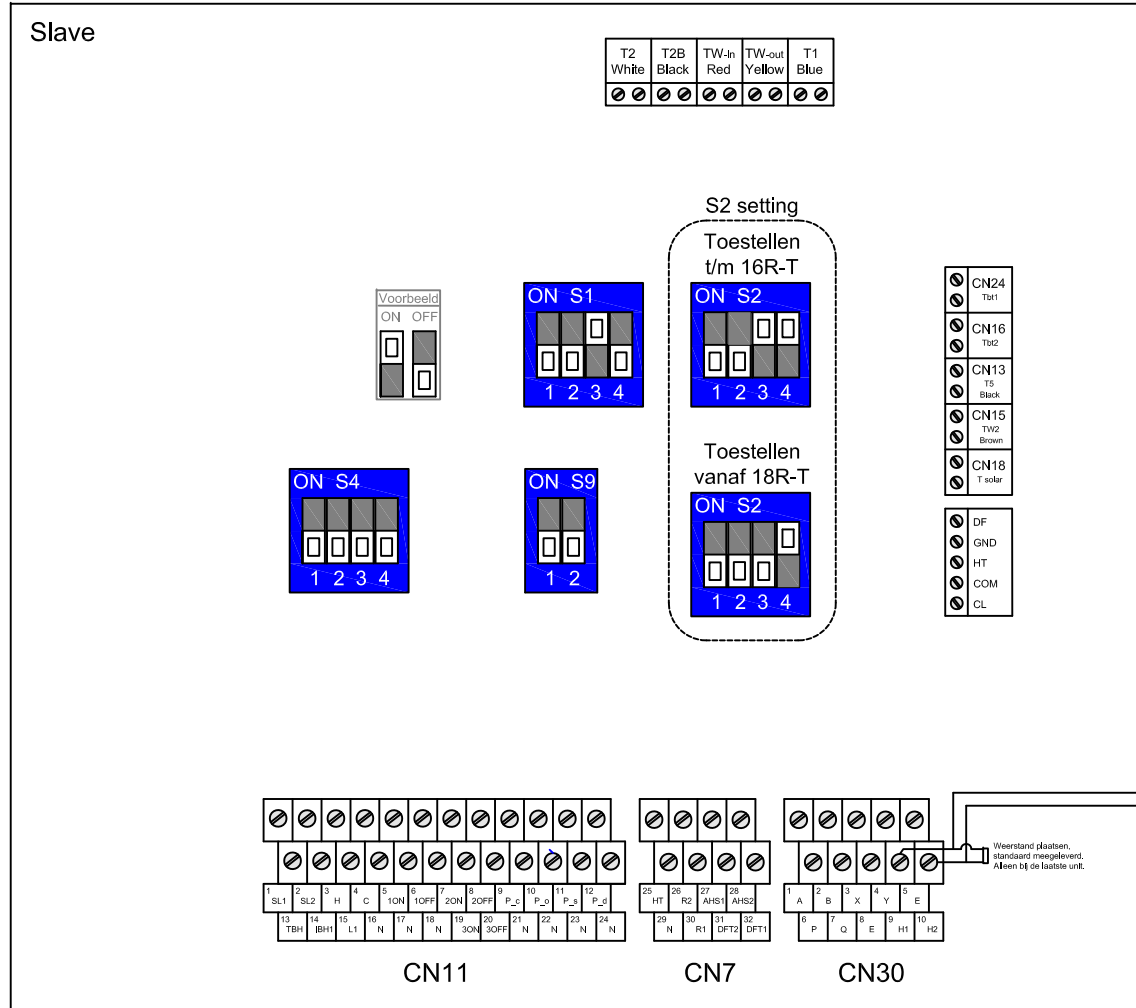 Slave
T2 T2B TW-In TW-out T1
White Black Red Yellow Blue
S2 setting
Toestellen
t/m 16R-T
Voorbeeld
ON OFF
ON S1
1 2 3 4
ON S2
1 2 3 4
CN24
Tbt1
CN16
Tbt2
CN13
T5
Black
CN15
TW2
Brown
CN18
T solar
Toestellen
vanaf 18R-T
ON S4
1 2 3 4
ON S9
1 2
ON S2
1 2 3 4
DF
GND
HT
COM
CL
Weerstand plaatsen,
standaard meegeleverd.
Alleen bij de laatste unit.
1 2 3 4 5 6 7 8 9 10 11 12
SL1 SL2 H C 1ON 1OFF 2ON 2OFF P_c P_o P_s P_d
13 14 15 16 17 18 19 20 21 22 23 24
TBH IBH1 L1 N N N 3ON 3OFF N N N N
CN11
25 26 27 28
HT R2 AHS1 AHS2
29 30 31 32
N R1 DFT2 DFT1
CN7
1 2 3 4 5
A B X Y E
6 7 8 9 10
P Q E H1 H2
CN30